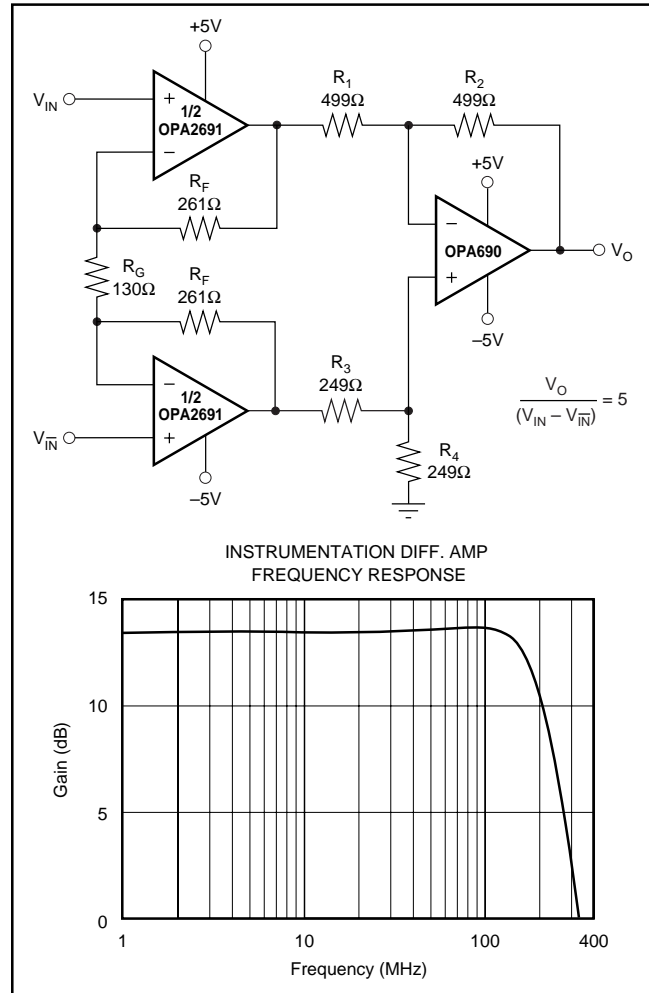 +5V
V_IN
+
1/2
OPA2691
−
R_1
499Ω
R_2
499Ω
R_F
261Ω
+5V
−
OPA690
+
V_O
−5V
R_G
130Ω
R_F
261Ω
−
1/2
OPA2691
+
V_I̅N̅
−5V
R_3
249Ω
R_4
249Ω
V_O / (V_IN – V_I̅N̅) = 5
INSTRUMENTATION DIFF. AMP
FREQUENCY RESPONSE
15
10
5
0
Gain (dB)
1 10 100 400
Frequency (MHz)